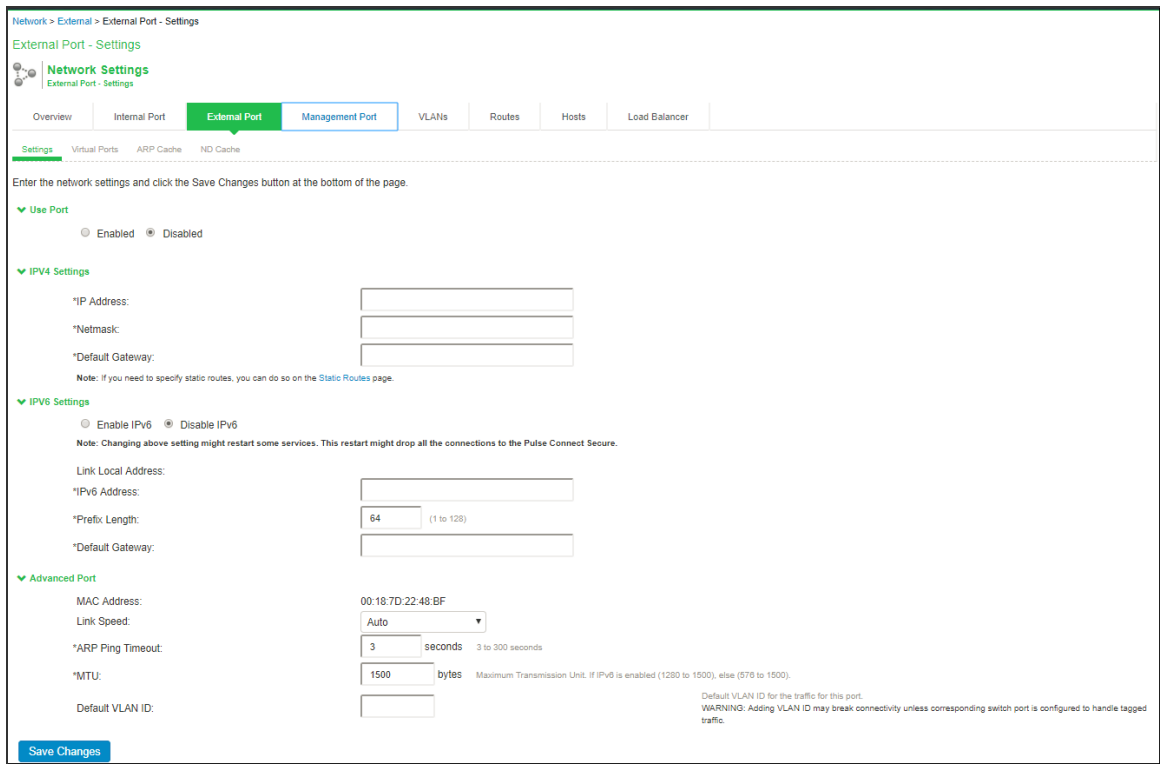 Network > External > External Port - Settings
External Port - Settings
Network Settings
External Port - Settings
Overview Internal Port External Port Management Port VLANs Routes Hosts Load Balancer
Settings Virtual Ports ARP Cache ND Cache
Enter the network settings and click the Save Changes button at the bottom of the page.
Use Port
Enabled Disabled
IPV4 Settings
*IP Address:
*Netmask:
*Default Gateway:
Note: If you need to specify static routes, you can do so on the Static Routes page.
IPV6 Settings
Enable IPv6 Disable IPv6
Note: Changing above setting might restart some services. This restart might drop all the connections to the Pulse Connect Secure.
Link Local Address:
*IPv6 Address:
*Prefix Length: 64 (1 to 128)
*Default Gateway:
Advanced Port
MAC Address: 00:18:7D:22:48:BF
Link Speed: Auto
*ARP Ping Timeout: 3 seconds 3 to 300 seconds
*MTU: 1500 bytes Maximum Transmission Unit. If IPv6 is enabled (1280 to 1500), else (576 to 1500).
Default VLAN ID:
Default VLAN ID for the traffic for this port.
WARNING: Adding VLAN ID may break connectivity unless corresponding switch port is configured to handle tagged
traffic.
Save Changes